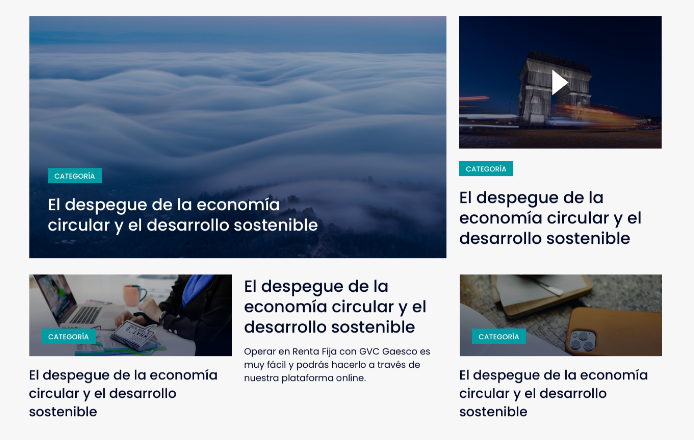 CATEGORÍA
El despegue de la economía
circular y el desarrollo sostenible
CATEGORÍA
El despegue de la
economía circular y el
desarrollo sostenible
CATEGORÍA
El despegue de la economía
circular y el desarrollo
sostenible
El despegue de la
economía circular y el
desarrollo sostenible
Operar en Renta Fija con GVC Gaesco es
muy fácil y podrás hacerlo a través de
nuestra plataforma online.
CATEGORÍA
El despegue de la economía
circular y el desarrollo
sostenible